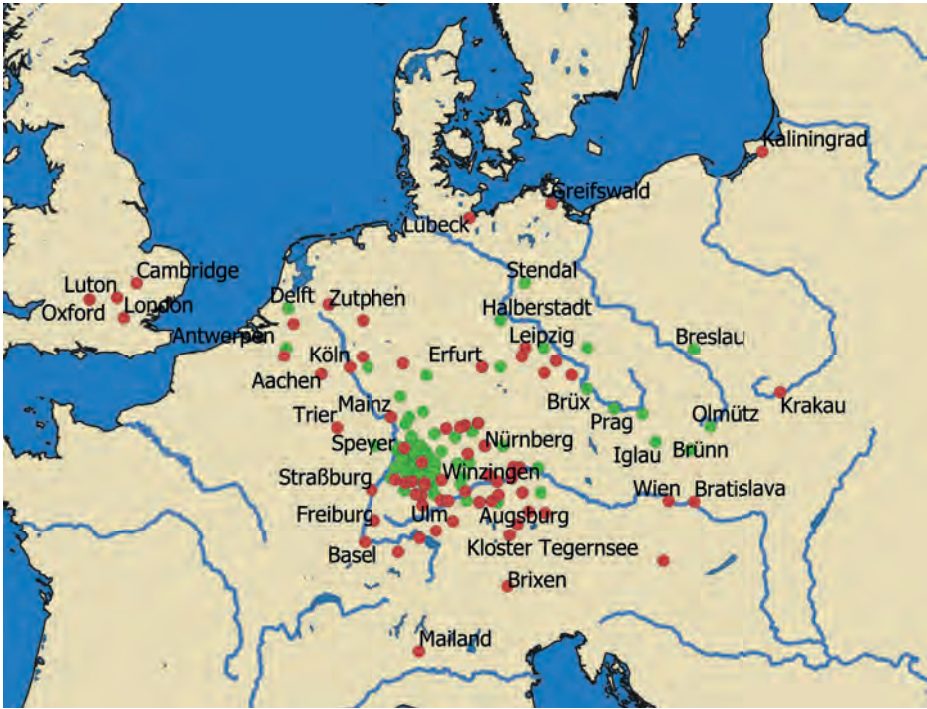 Kaliningrad
Greifswald
Lübeck
Cambridge
Stendal
Luton
Delft
Zutphen
London
Halberstadt
Oxford
Antwerpen
Leipzig
Breslau
Köln
Erfurt
Aachen
Brüx
Krakau
Mainz
Trier
Prag
Olmütz
Speyer
Nürnberg
Iglau
Brünn
Straßburg
Winzingen
Wien
Bratislava
Freiburg
Ulm
Augsburg
Basel
Kloster Tegernsee
Brixen
Mailand